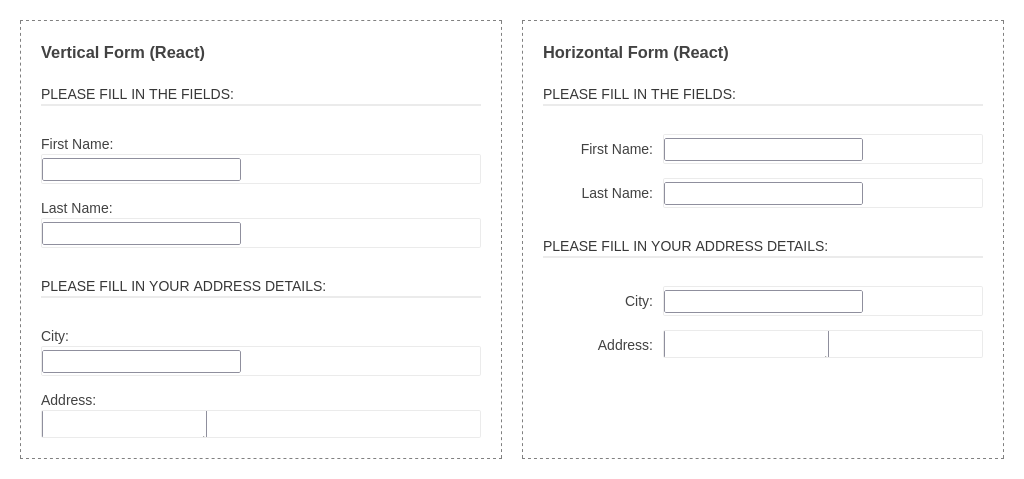 Vertical Form (React)
PLEASE FILL IN THE FIELDS:
First Name:
Last Name:
PLEASE FILL IN YOUR ADDRESS DETAILS:
City:
Address:
Horizontal Form (React)
PLEASE FILL IN THE FIELDS:
First Name:
Last Name:
PLEASE FILL IN YOUR ADDRESS DETAILS:
City:
Address: